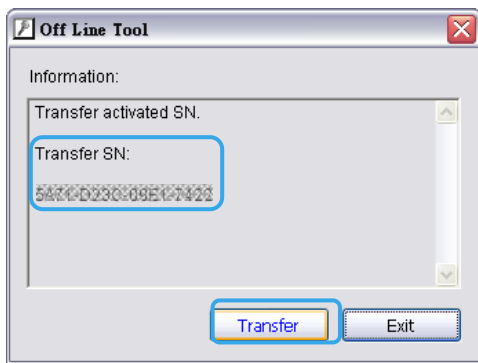 Off Line Tool
Information:
Transfer activated SN.
Transfer SN:
Transfer
Exit